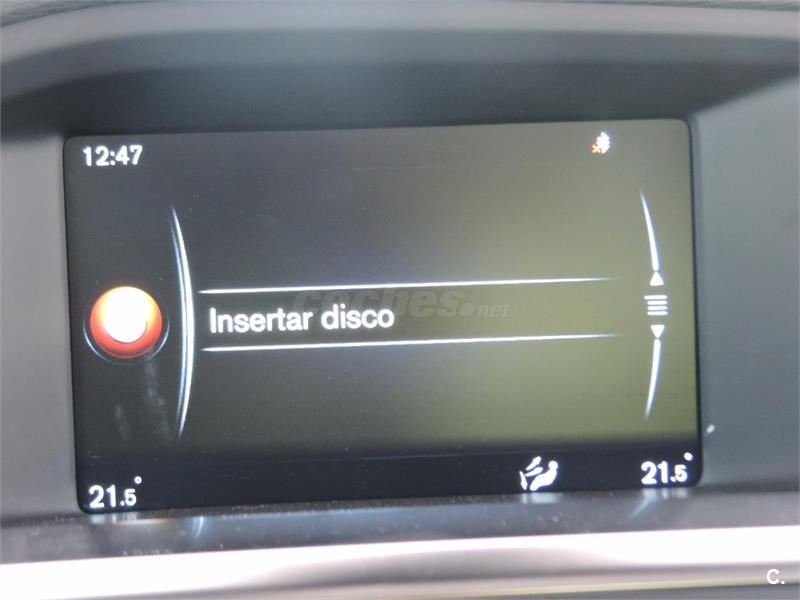 12:47
Insertar disco
coches.net
21.5°
21.5°
C.